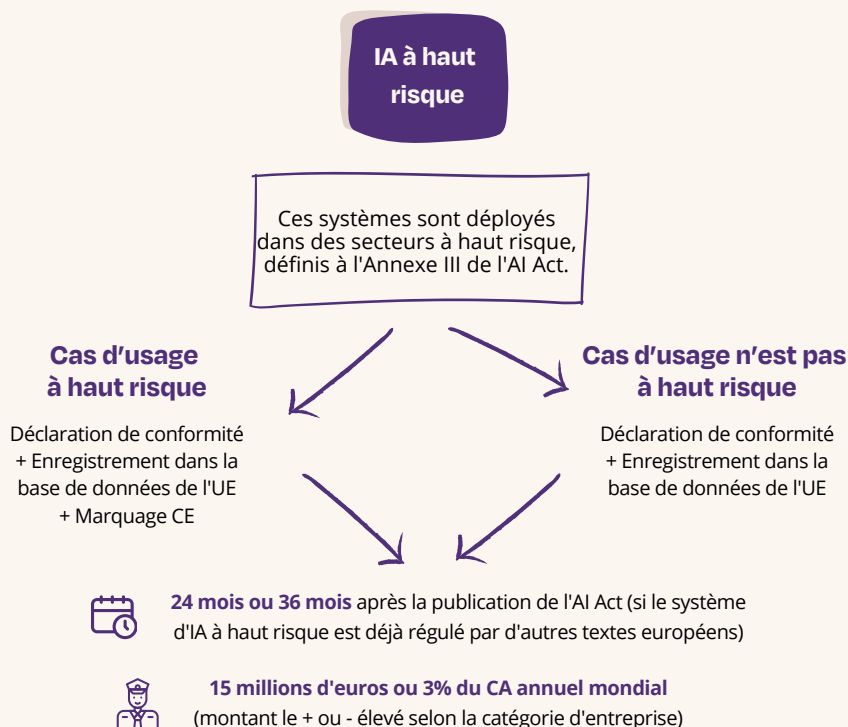 IA à haut
risque
Ces systèmes sont déployés
dans des secteurs à haut risque,
définis à l'Annexe III de l'AI Act.
Cas d’usage
à haut risque
Déclaration de conformité
+ Enregistrement dans la
base de données de l'UE
+ Marquage CE
Cas d’usage n’est pas
à haut risque
Déclaration de conformité
+ Enregistrement dans la
base de données de l'UE
24 mois ou 36 mois après la publication de l'AI Act (si le système
d'IA à haut risque est déjà régulé par d'autres textes européens)
15 millions d'euros ou 3% du CA annuel mondial
(montant le + ou - élevé selon la catégorie d'entreprise)